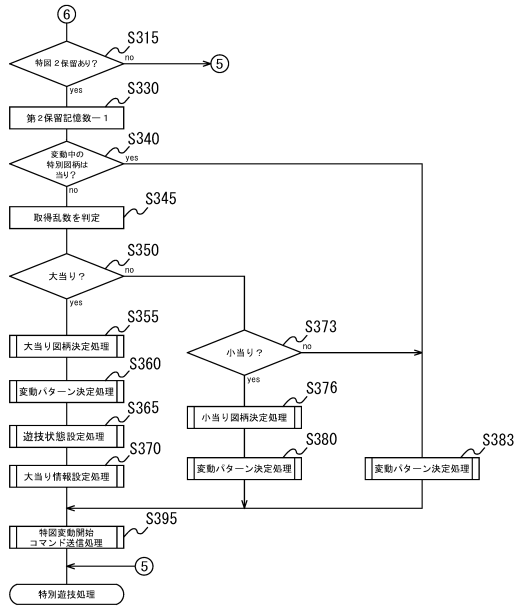 6
S315
特図2保留あり?
no
5
yes
S330
第2保留記憶数-1
S340
変動中の
特別図柄は
当り?
yes
no
S345
取得乱数を判定
S350
大当り?
no
yes
S373
小当り?
no
yes
S355
大当り図柄決定処理
S360
変動パターン決定処理
S365
遊技状態設定処理
S370
大当り情報設定処理
S376
小当り図柄決定処理
S380
変動パターン決定処理
S383
変動パターン決定処理
S395
特図変動開始
コマンド送信処理
5
特別遊技処理